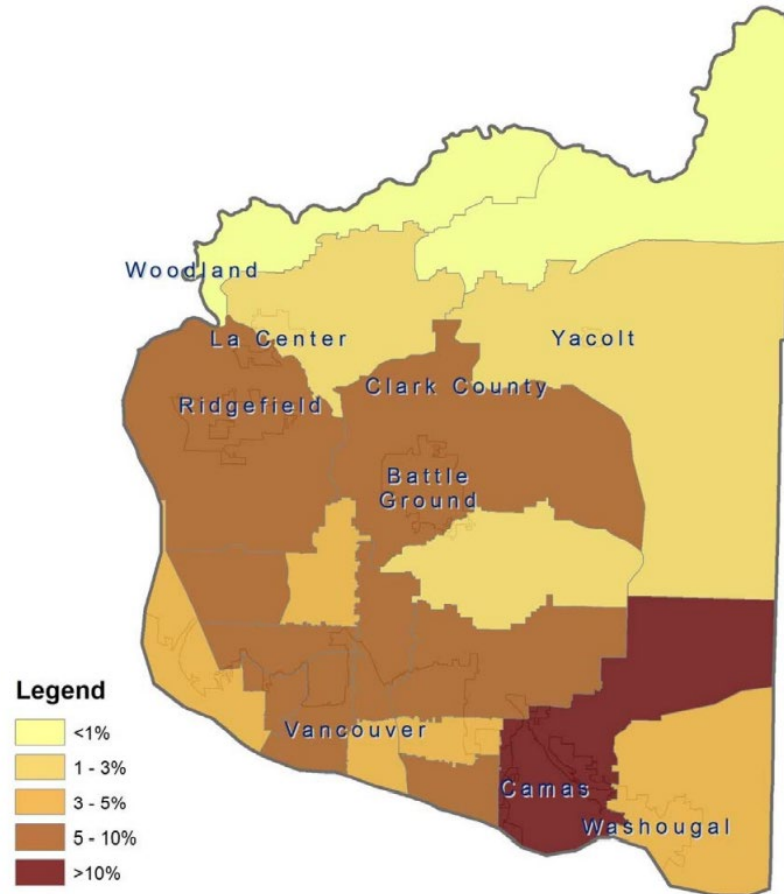 Woodland
La Center
Yacolt
Clark County
Ridgefield
Battle
Ground
Vancouver
Camas
Washougal
Legend
<1%
1 - 3%
3 - 5%
5 - 10%
>10%